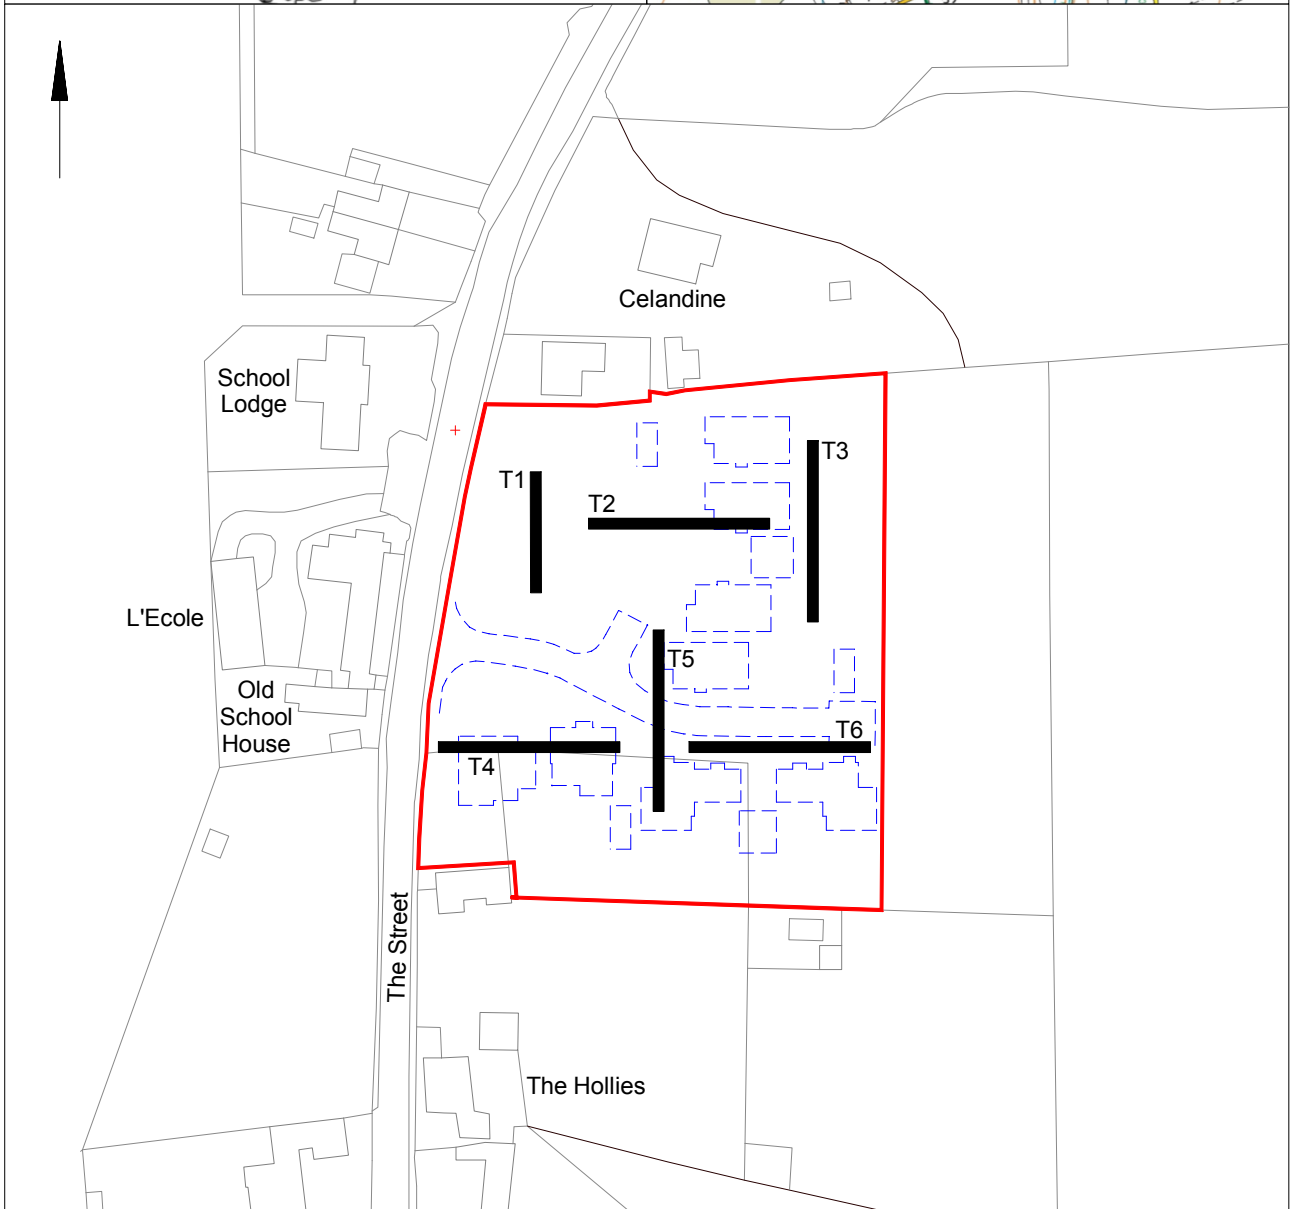 Celandine
School
Lodge
T1
T2
T3
L'Ecole
T5
Old
School
House
T6
T4
The Street
The Hollies